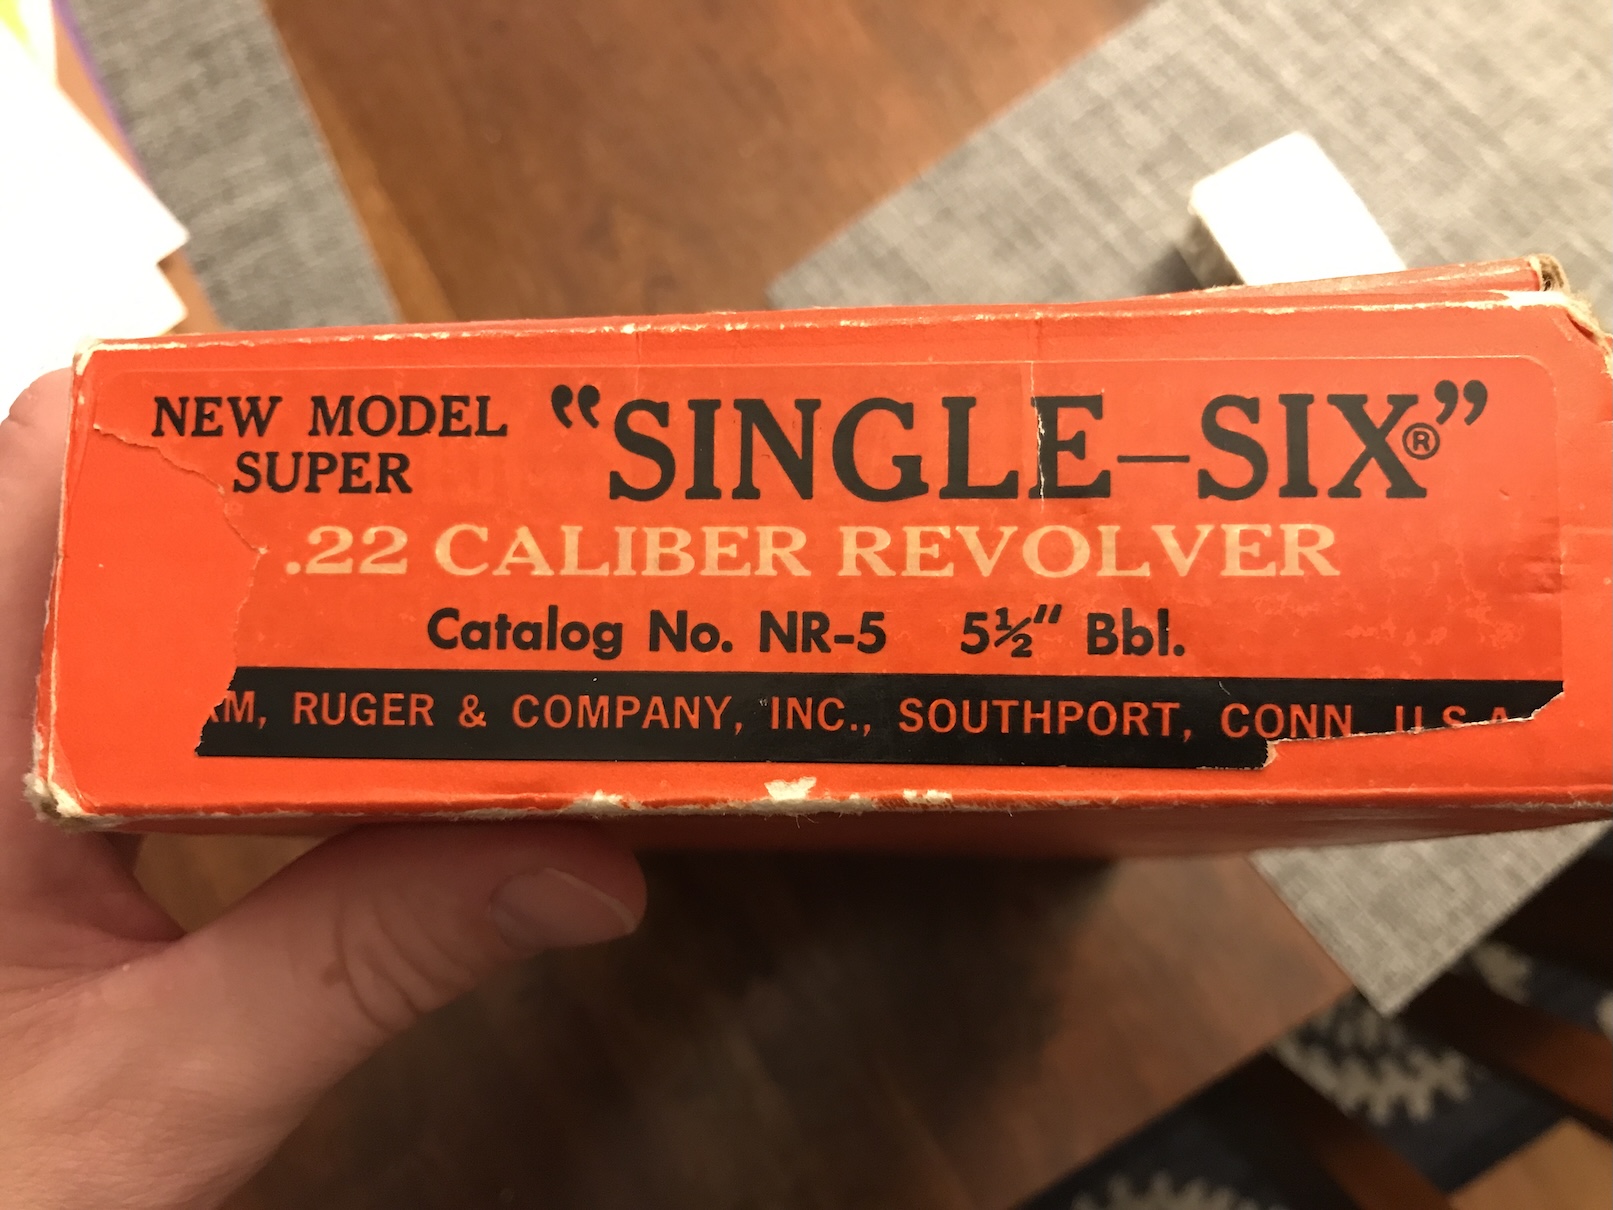 NEW MODEL “SINGLE–SIX®”
SUPER
.22 CALIBER REVOLVER
Catalog No. NR-5 5½" Bbl.
RUGER & COMPANY, INC., SOUTHPORT, CONN. U.S.A.